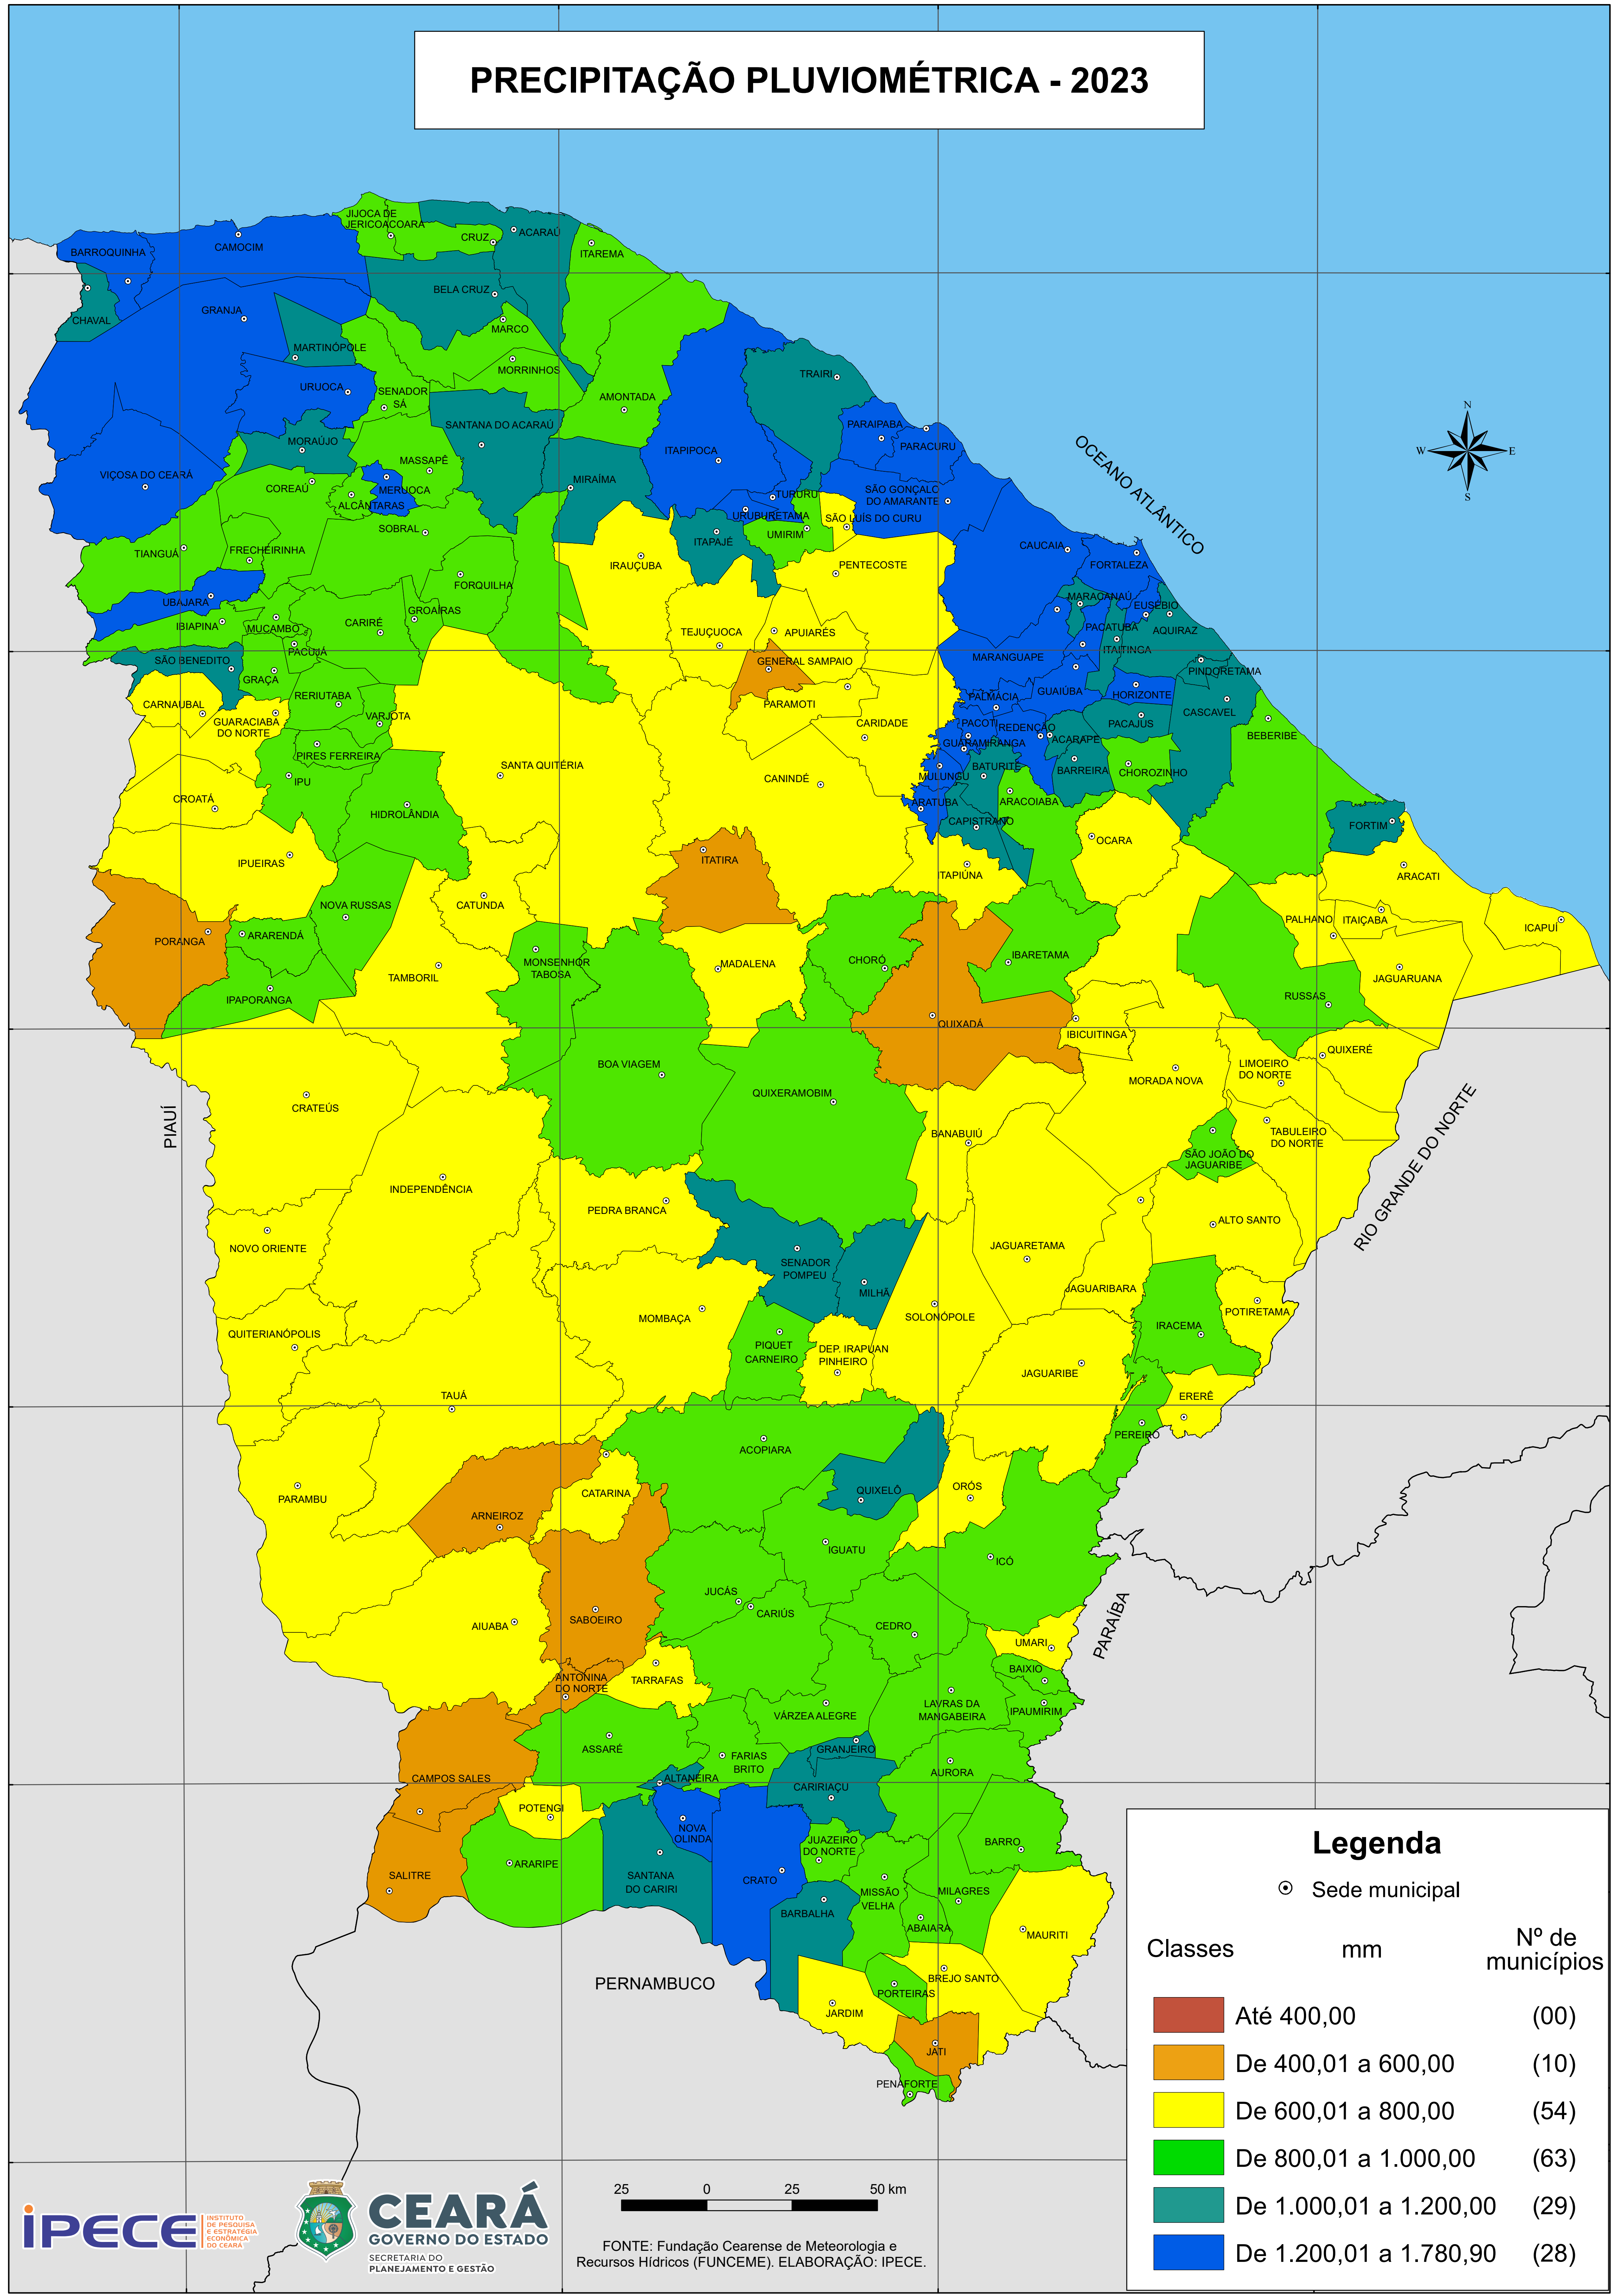 PRECIPITAÇÃO PLUVIOMÉTRICA - 2023
JIJOCA DE
JERICOACOARA
CRUZ
ACARAÚ
ITAREMA
BARROQUINHA
CAMOCIM
CHAVAL
GRANJA
BELA CRUZ
MARCO
MARTINÓPOLE
MORRINHOS
URUOCA
SENADOR
SÁ
AMONTADA
TRAIRI
SANTANA DO ACARAÚ
PARAIPABA
PARACURU
MORAÚJO
ITAPIPOCA
MASSAPÊ
VIÇOSA DO CEARÁ
MIRAÍMA
COREAÚ
MERUOCA
ALCÂNTARAS
TURURU
SÃO GONÇALO
DO AMARANTE
URUBURETAMA
SÃO LUÍS DO CURU
SOBRAL
UMIRIM
ITAPAJÉ
CAUCAIA
TIANGUÁ
FRECHEIRINHA
IRAUÇUBA
PENTECOSTE
FORTALEZA
FORQUILHA
UBAJARA
MARACANAÚ
EUSÉBIO
GROAÍRAS
IBIAPINA
MUCAMBO
CARIRÉ
TEJUÇUOCA
APUIARÉS
PACATUBA
AQUIRAZ
ITAITINGA
PACUJÁ
SÃO BENEDITO
GENERAL SAMPAIO
MARANGUAPE
PINDORETAMA
GRAÇA
RERIUTABA
GUAIÚBA
HORIZONTE
PALMÁCIA
CARNAUBAL
GUARACIABA
DO NORTE
VARJOTA
PARAMOTI
CARIDADE
PACOTI
REDENÇÃO
PACAJUS
CASCAVEL
BEBERIBE
GUARAMIRANGA
ACARAPE
PIRES FERREIRA
SANTA QUITÉRIA
BATURITÉ
BARREIRA
CHOROZINHO
MULUNGU
IPU
CANINDÉ
CROATÁ
HIDROLÂNDIA
ARATUBA
ARACOIABA
CAPISTRANO
FORTIM
OCARA
IPUEIRAS
ITATIRA
ITAPIÚNA
ARACATI
CATUNDA
NOVA RUSSAS
PALHANO
ITAIÇABA
ICAPUÍ
PORANGA
ARARENDÁ
MONSENHOR
TABOSA
MADALENA
CHORÓ
IBARETAMA
TAMBORIL
JAGUARUANA
IPAPORANGA
RUSSAS
QUIXADÁ
IBICUITINGA
QUIXERÉ
BOA VIAGEM
LIMOEIRO
DO NORTE
MORADA NOVA
QUIXERAMOBIM
CRATEÚS
BANABUIÚ
TABULEIRO
DO NORTE
SÃO JOÃO DO
JAGUARIBE
INDEPENDÊNCIA
PEDRA BRANCA
ALTO SANTO
NOVO ORIENTE
JAGUARETAMA
SENADOR
POMPEU
MILHÃ
JAGUARIBARA
SOLONÓPOLE
POTIRETAMA
MOMBAÇA
IRACEMA
QUITERIANÓPOLIS
PIQUET
CARNEIRO
DEP. IRAPUAN
PINHEIRO
JAGUARIBE
TAUÁ
ERERÊ
PEREIRO
ACOPIARA
QUIXELÔ
ORÓS
PARAMBU
CATARINA
ARNEIROZ
IGUATU
ICÓ
JUCÁS
CARIÚS
SABOEIRO
AIUABA
CEDRO
UMARI
ANTONINA
DO NORTE
TARRAFAS
BAIXIO
LAVRAS DA
MANGABEIRA
IPAUMIRIM
VÁRZEA ALEGRE
ASSARÉ
GRANJEIRO
FARIAS
BRITO
CAMPOS SALES
ALTANEIRA
AURORA
CARIRIAÇU
POTENGI
NOVA
OLINDA
JUAZEIRO
DO NORTE
BARRO
ARARIPE
SALITRE
SANTANA
DO CARIRI
CRATO
MISSÃO
VELHA
MILAGRES
BARBALHA
ABAIARA
MAURITI
BREJO SANTO
PORTEIRAS
JARDIM
JATI
PENAFORTE
OCEANO ATLÂNTICO
N
W
E
S
PIAUÍ
RIO GRANDE DO NORTE
PARAÍBA
PERNAMBUCO
Legenda
Sede municipal
Classes mm Nº de
municípios
Até 400,00 (00)
De 400,01 a 600,00 (10)
De 600,01 a 800,00 (54)
De 800,01 a 1.000,00 (63)
De 1.000,01 a 1.200,00 (29)
De 1.200,01 a 1.780,90 (28)
25 0 25 50 km
FONTE: Fundação Cearense de Meteorologia e
Recursos Hídricos (FUNCEME). ELABORAÇÃO: IPECE.
iPECE
INSTITUTO
DE PESQUISA
E ESTRATÉGIA
ECONÔMICA
DO CEARÁ
CEARÁ
GOVERNO DO ESTADO
SECRETARIA DO
PLANEJAMENTO E GESTÃO